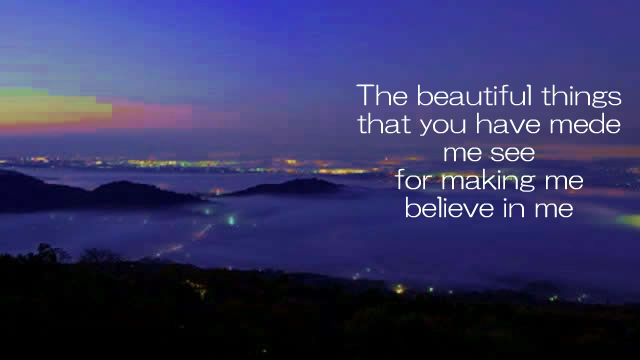 The beautiful things
that you have mede
me see
for making me
believe in me